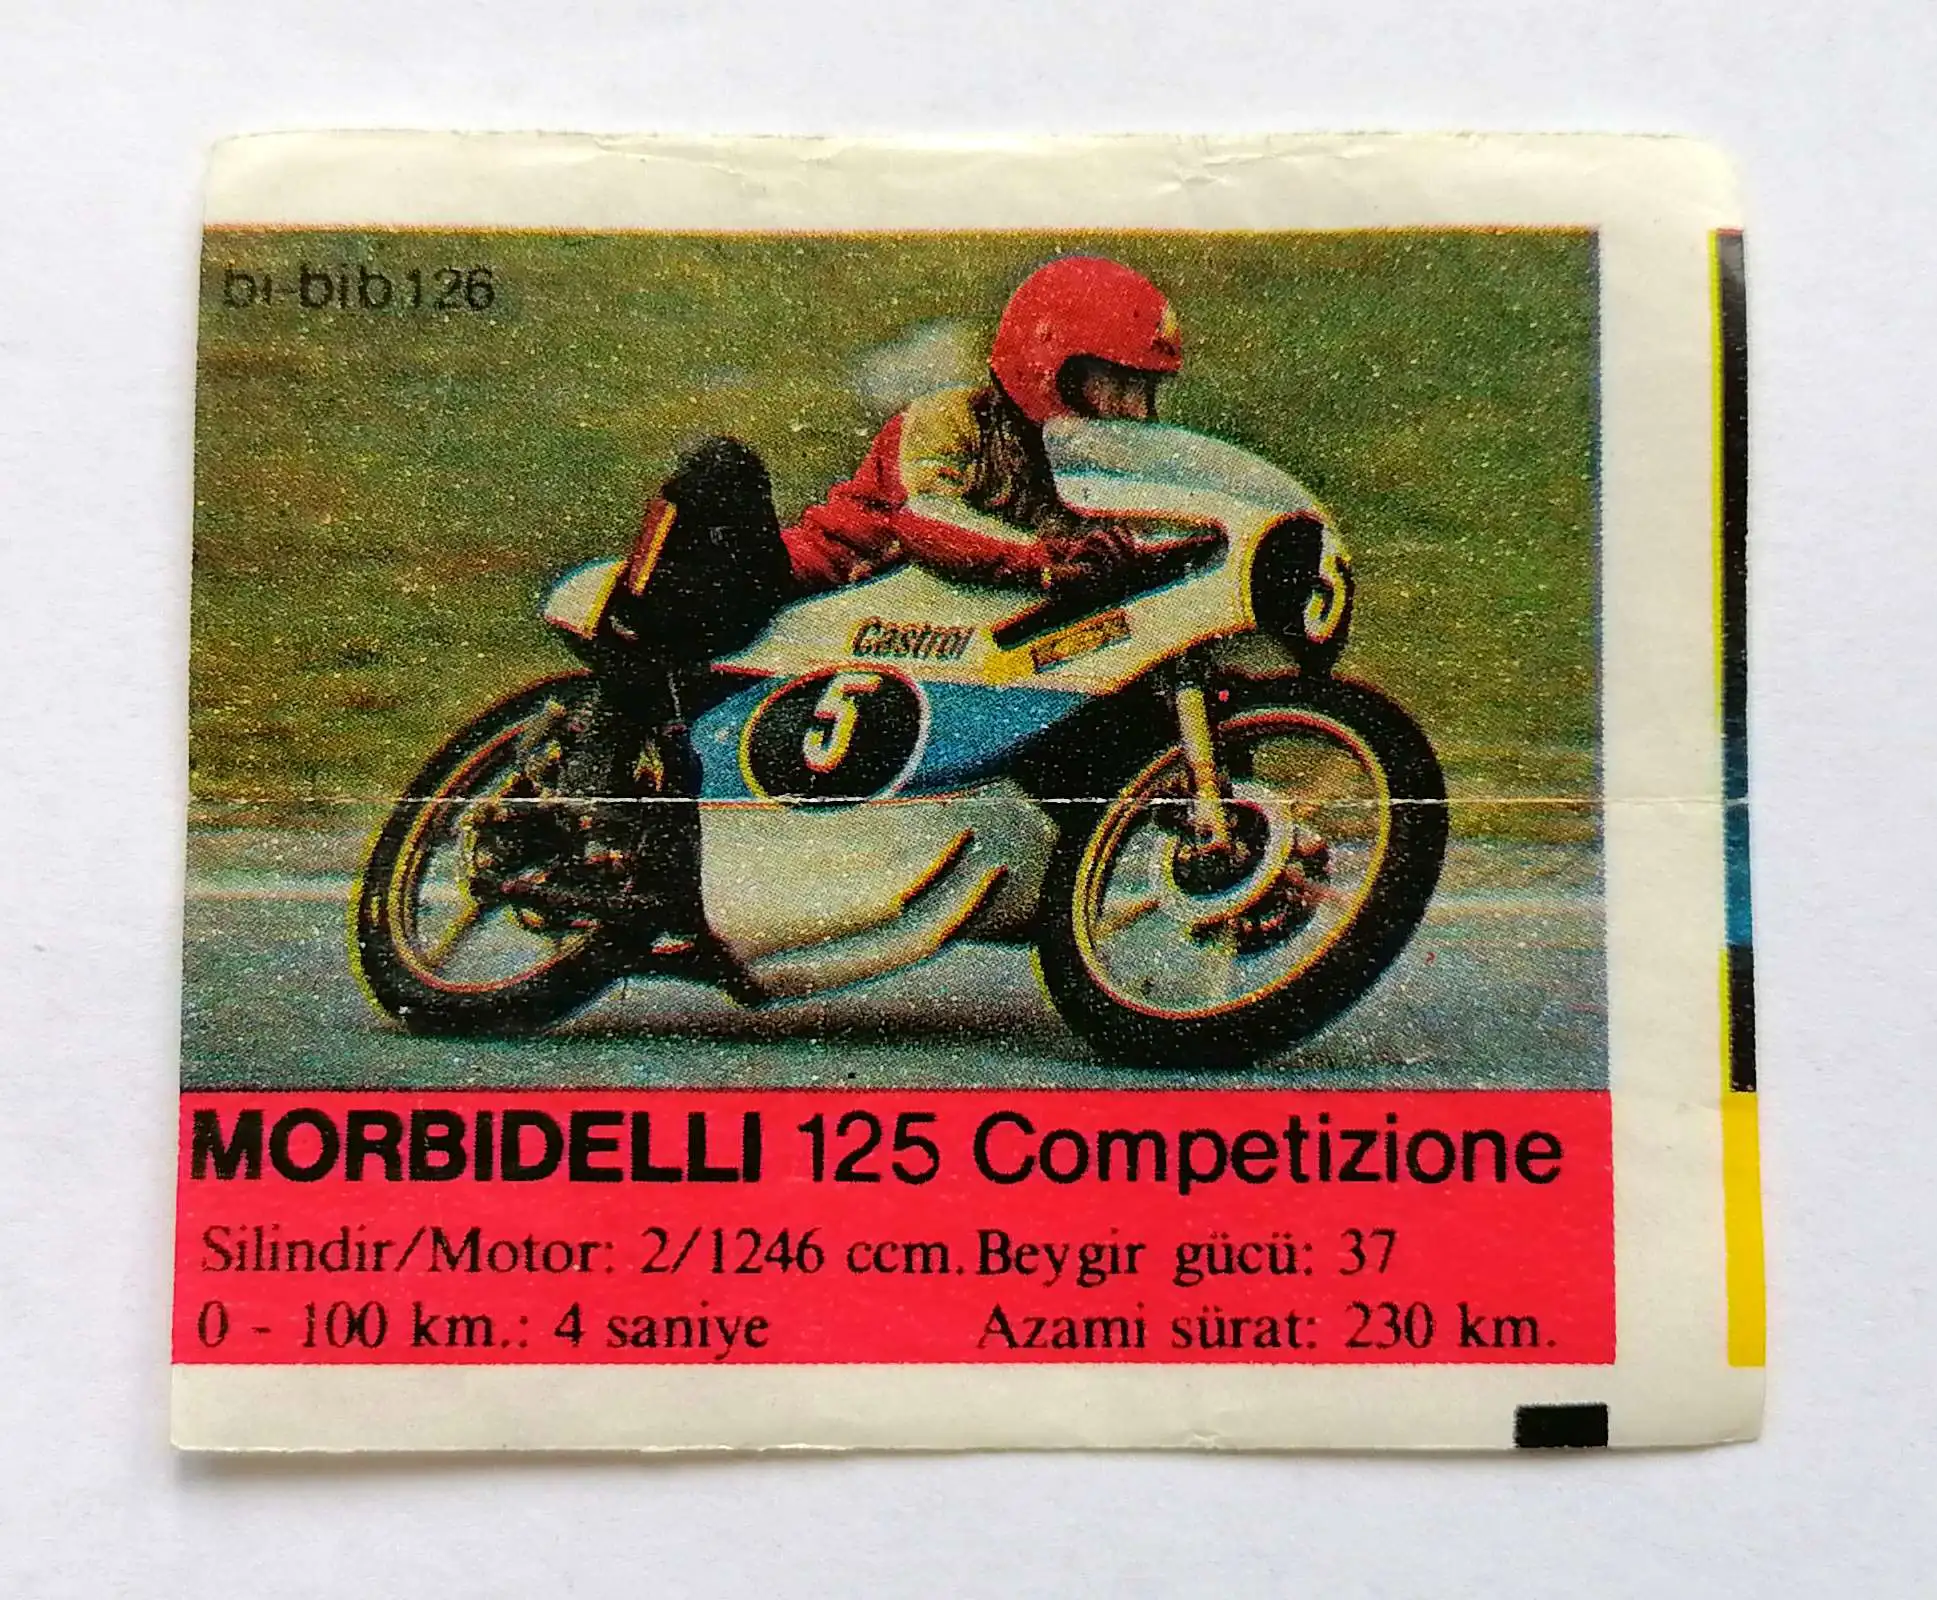 bi-bib 126
5
Castrol
5
MORBIDELLI 125 Competizione
Silindir/Motor: 2/1246 ccm. Beygir gücü: 37
0 - 100 km.: 4 saniye Azami sürat: 230 km.